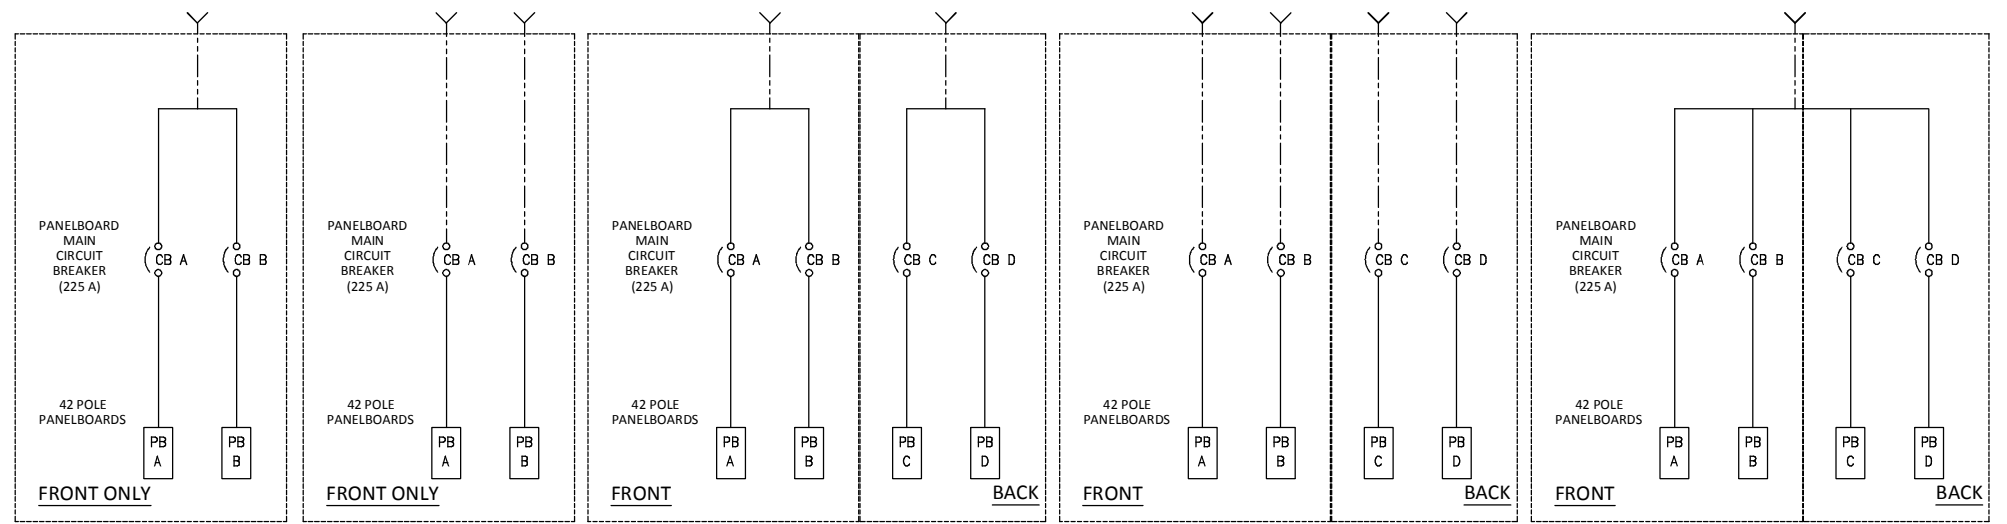 PANELBOARD
MAIN
CIRCUIT
BREAKER
(225 A)
CB A
CB B
42 POLE
PANELBOARDS
PB
A
PB
B
FRONT ONLY
PANELBOARD
MAIN
CIRCUIT
BREAKER
(225 A)
CB A
CB B
42 POLE
PANELBOARDS
PB
A
PB
B
FRONT ONLY
PANELBOARD
MAIN
CIRCUIT
BREAKER
(225 A)
CB A
CB B
CB C
CB D
42 POLE
PANELBOARDS
PB
A
PB
B
PB
C
PB
D
FRONT
BACK
PANELBOARD
MAIN
CIRCUIT
BREAKER
(225 A)
CB A
CB B
CB C
CB D
42 POLE
PANELBOARDS
PB
A
PB
B
PB
C
PB
D
FRONT
BACK
PANELBOARD
MAIN
CIRCUIT
BREAKER
(225 A)
CB A
CB B
CB C
CB D
42 POLE
PANELBOARDS
PB
A
PB
B
PB
C
PB
D
FRONT
BACK